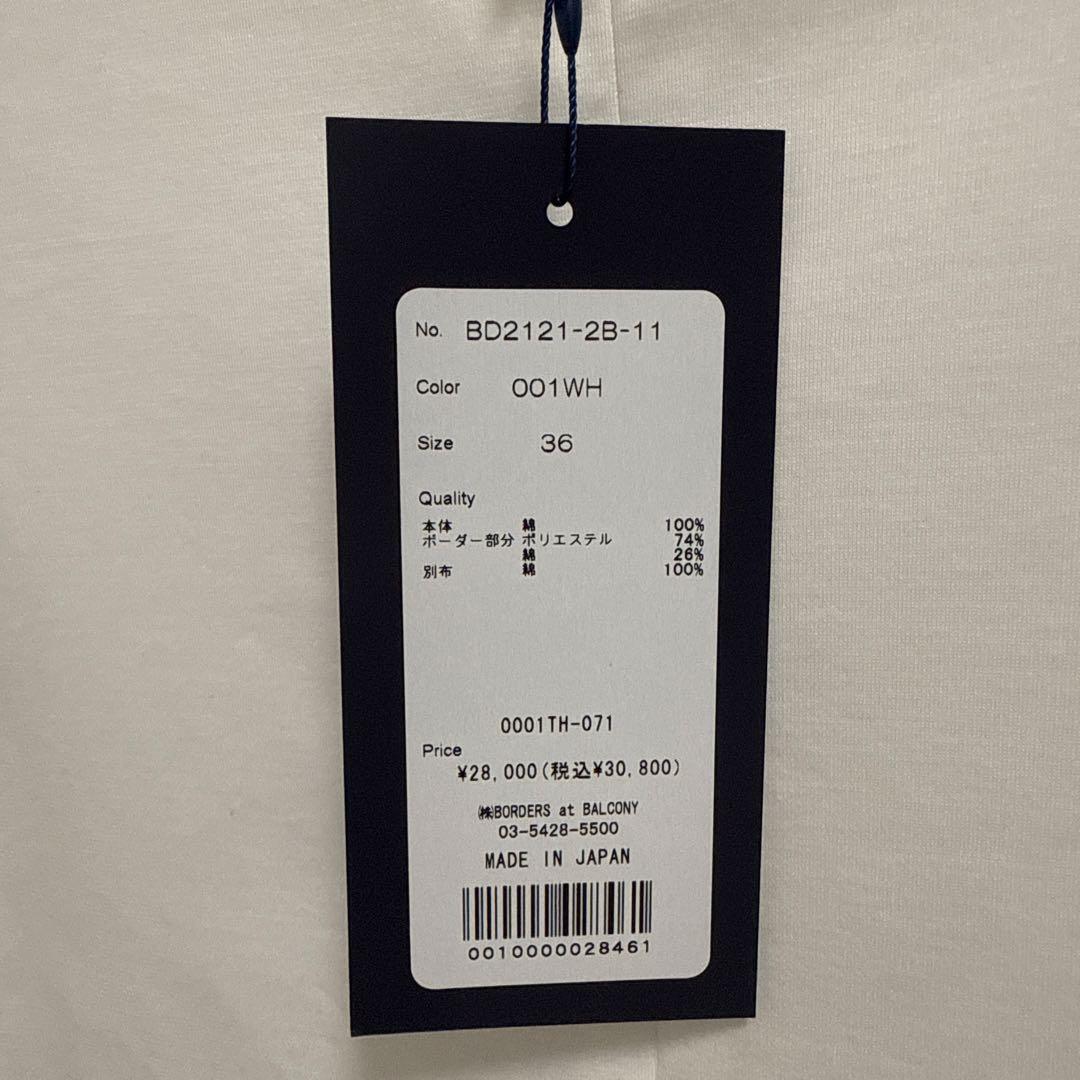 No. BD2121-2B-11
Color 001WH
Size 36
Quality
本体 綿 100%
ボーダー部分 ポリエステル 74%
綿 26%
別布 綿 100%
0001TH-071
Price
¥28,000(税込¥30,800)
㈱BORDERS at BALCONY
03-5428-5500
MADE IN JAPAN
0010000028461